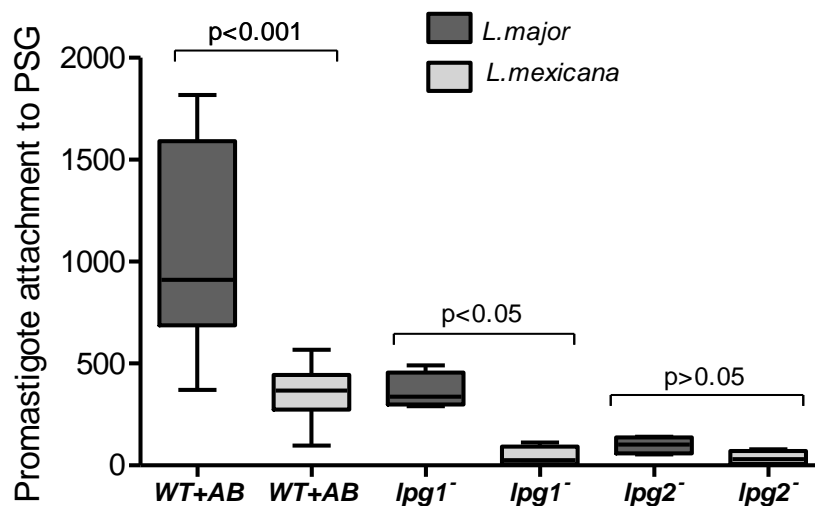 p<0.001
L.major
L.mexicana
Promastigote attachment to PSG
2000
1500
1000
500
0
p<0.05
p>0.05
WT+AB WT+AB lpg1⁻ lpg1⁻ lpg2⁻ lpg2⁻